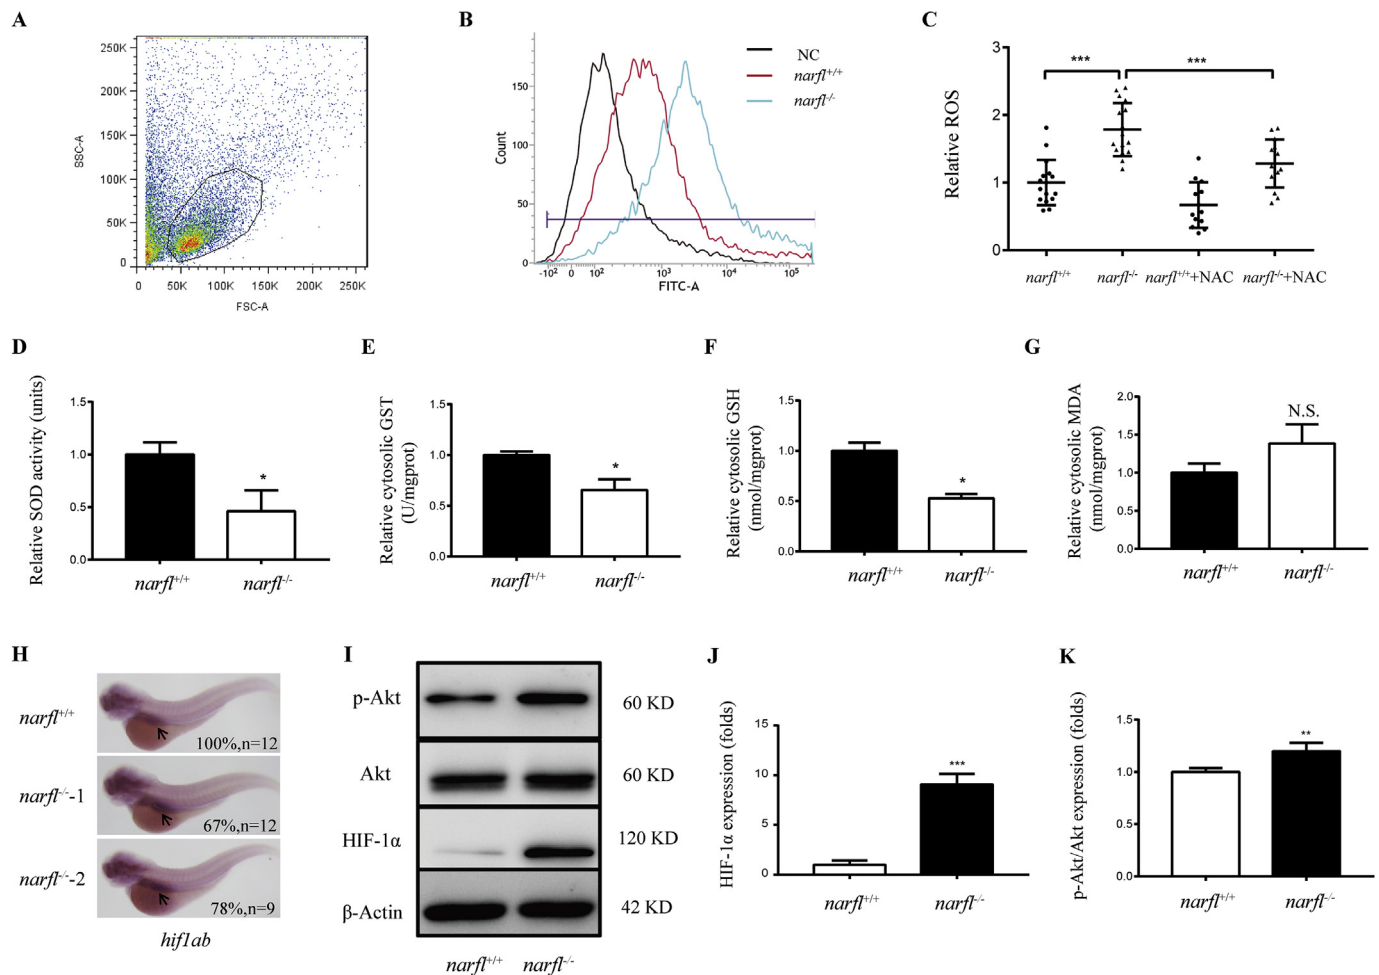 A
SSC-A
250K
200K
150K
100K
50K
0
0 50K 100K 150K 200K 250K
FSC-A
B
Count
150
100
50
0
-10² 0 10² 10³ 10⁴ 10⁵
FITC-A
NC
narfl+/+
narfl-/-
C
Relative ROS
3
2
1
0
*** ***
narfl+/+ narfl-/- narfl+/++NAC narfl-/-+NAC
D
Relative SOD activity (units)
1.5
1.0
0.5
0.0
*
narfl+/+ narfl-/-
E
Relative cytosolic GST
(U/mgprot)
1.5
1.0
0.5
0.0
*
narfl+/+ narfl-/-
F
Relative cytosolic GSH
(nmol/mgprot)
1.5
1.0
0.5
0.0
*
narfl+/+ narfl-/-
G
Relative cytosolic MDA
(nmol/mgprot)
2.0
1.5
1.0
0.5
0.0
N.S.
narfl+/+ narfl-/-
H
narfl+/+
100%,n=12
narfl-/--1
67%,n=12
narfl-/--2
78%,n=9
hif1ab
I
p-Akt 60 KD
Akt 60 KD
HIF-1α 120 KD
β-Actin 42 KD
narfl+/+ narfl-/-
J
HIF-1α expression (folds)
15
10
5
0
***
narfl+/+ narfl-/-
K
p-Akt/Akt expression (folds)
1.5
1.0
0.5
0.0
**
narfl+/+ narfl-/-